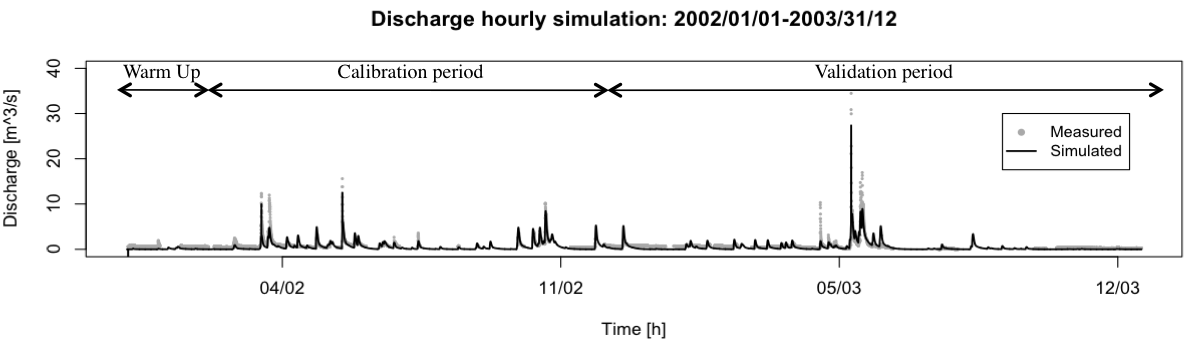 Discharge hourly simulation: 2002/01/01-2003/31/12
Warm Up
Calibration period
Validation period
Discharge [m^3/s]
40
30
20
10
0
Measured
Simulated
04/02
11/02
05/03
12/03
Time [h]